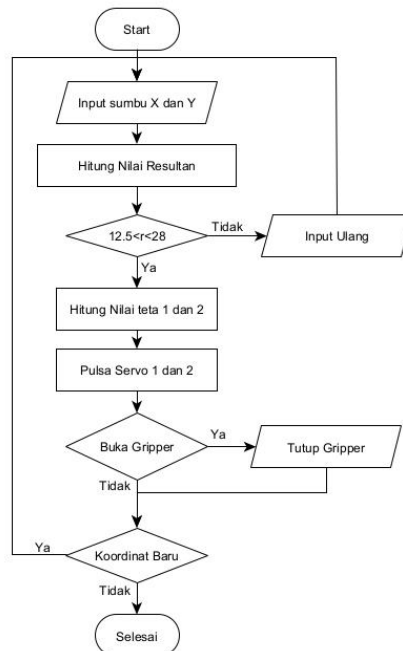 Start
Input sumbu X dan Y
Hitung Nilai Resultan
12.5<r<28
Tidak
Input Ulang
Ya
Hitung Nilai teta 1 dan 2
Pulsa Servo 1 dan 2
Buka Gripper
Ya
Tutup Gripper
Tidak
Koordinat Baru
Ya
Tidak
Selesai